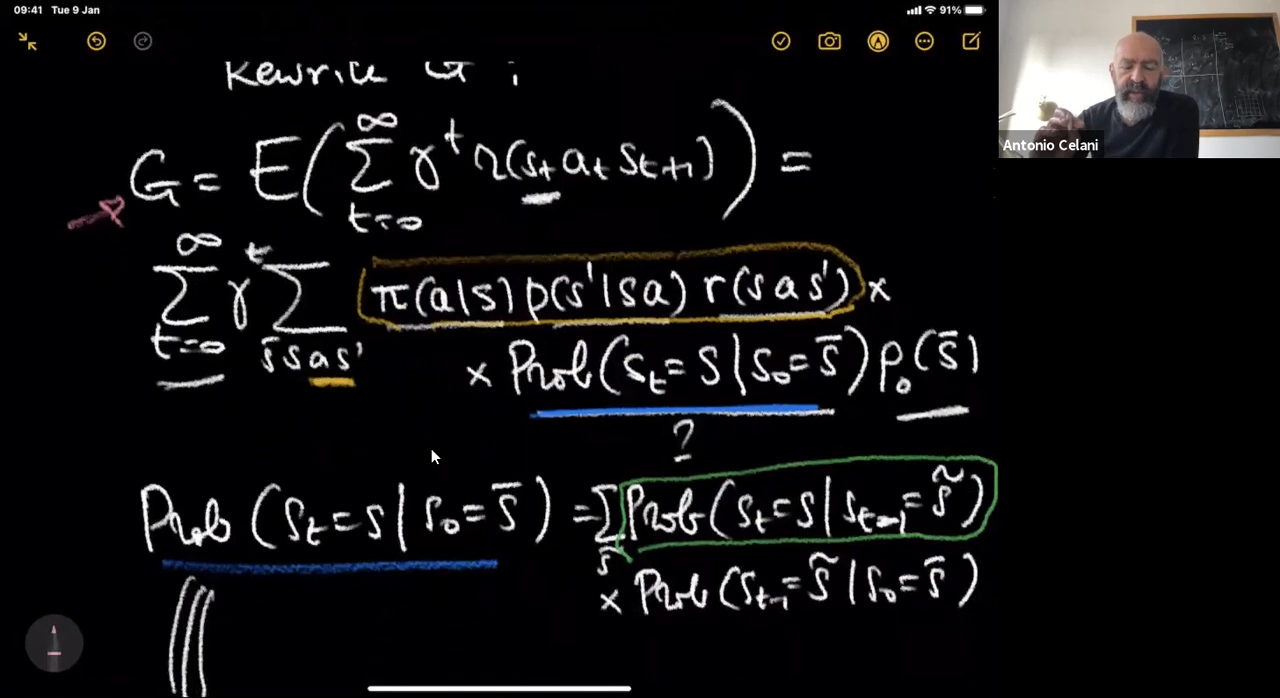 09:41 Tue 9 Jan
91%
Rewrite G :
G = E( ∑_{t=0}^{∞} γ^t r(s_t a_t s_{t+1}) ) =
∑_{t=0}^{∞} γ^t ∑_{s̄ s a s'} π(a|s) p(s'|sa) r(s a s') ×
× Prob(s_t = s | s_0 = s̄) p_0(s̄)
?
Prob(s_t = s | s_0 = s̄) = ∑_{s̃} Prob(s_t = s | s_{t-1} = s̃)
× Prob(s_{t-1} = s̃ | s_0 = s̄)
Antonio Celani